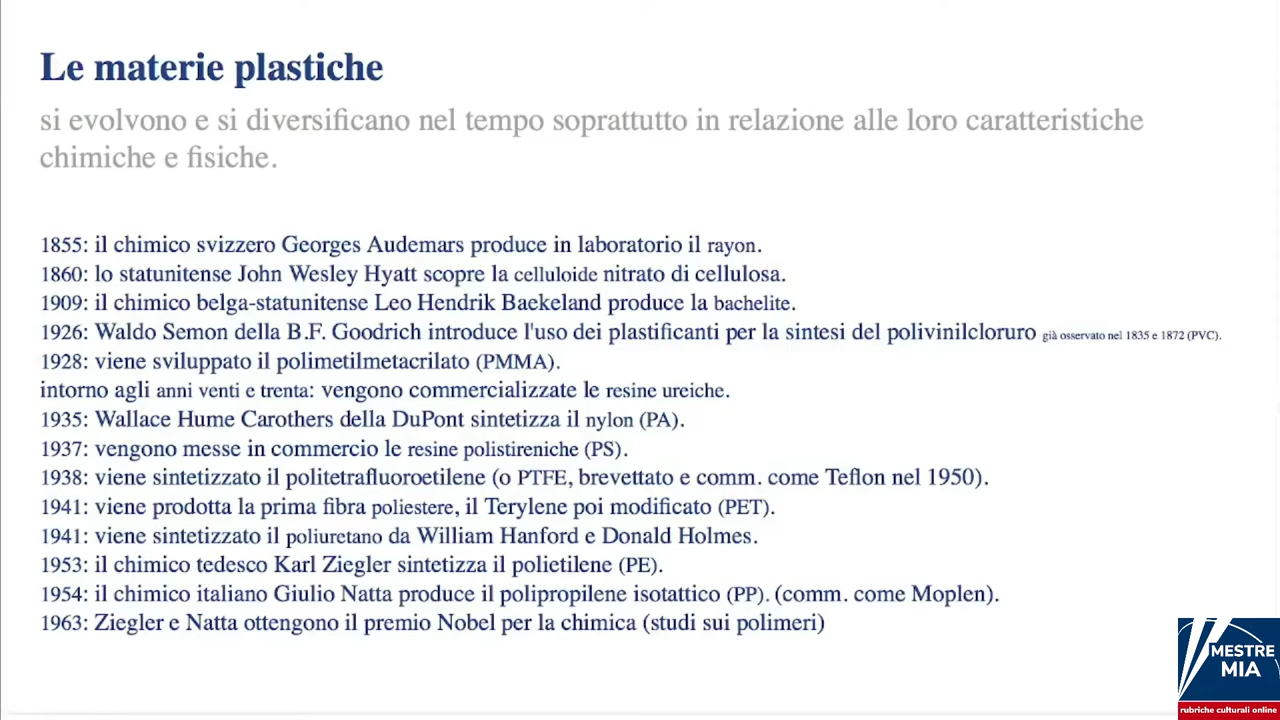 Le materie plastiche
si evolvono e si diversificano nel tempo soprattutto in relazione alle loro caratteristiche
chimiche e fisiche.
1855: il chimico svizzero Georges Audemars produce in laboratorio il rayon.
1860: lo statunitense John Wesley Hyatt scopre la celluloide nitrato di cellulosa.
1909: il chimico belga-statunitense Leo Hendrik Baekeland produce la bachelite.
1926: Waldo Semon della B.F. Goodrich introduce l'uso dei plastificanti per la sintesi del polivinilcloruro già osservato nel 1835 e 1872 (PVC).
1928: viene sviluppato il polimetilmetacrilato (PMMA).
intorno agli anni venti e trenta: vengono commercializzate le resine ureiche.
1935: Wallace Hume Carothers della DuPont sintetizza il nylon (PA).
1937: vengono messe in commercio le resine polistireniche (PS).
1938: viene sintetizzato il politetrafluoroetilene (o PTFE, brevettato e comm. come Teflon nel 1950).
1941: viene prodotta la prima fibra poliestere, il Terylene poi modificato (PET).
1941: viene sintetizzato il poliuretano da William Hanford e Donald Holmes.
1953: il chimico tedesco Karl Ziegler sintetizza il polietilene (PE).
1954: il chimico italiano Giulio Natta produce il polipropilene isotattico (PP). (comm. come Moplen).
1963: Ziegler e Natta ottengono il premio Nobel per la chimica (studi sui polimeri)
MESTRE
MIA
rubriche culturali online